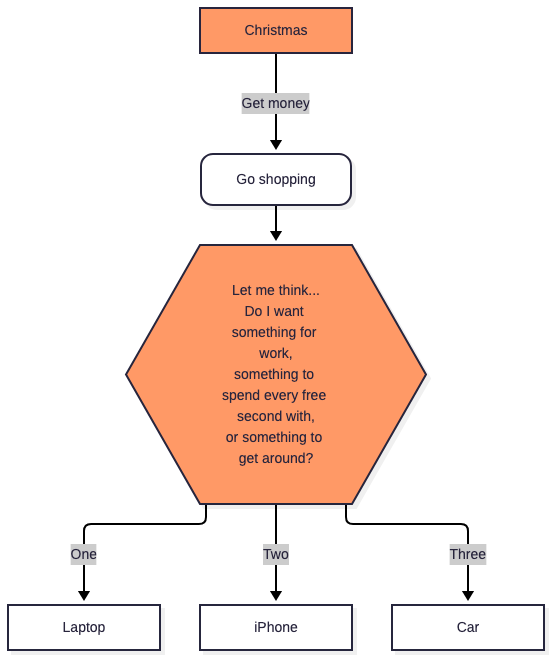 Christmas
Get money
Go shopping
Let me think...
Do I want
something for
work,
something to
spend every free
second with,
or something to
get around?
One
Two
Three
Laptop
iPhone
Car